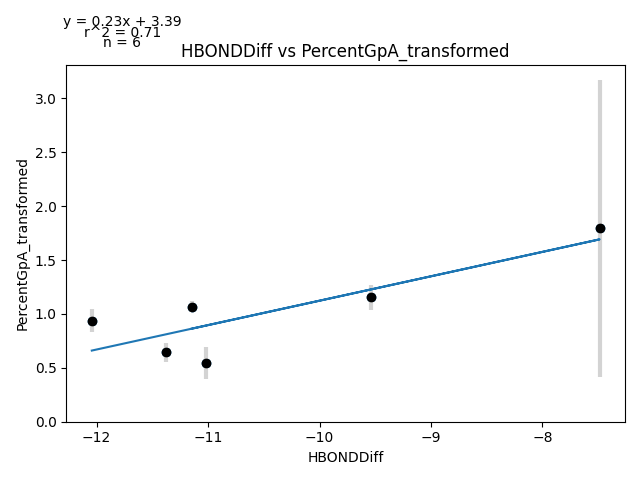 y = 0.23x + 3.39
r^2 = 0.71
n = 6
HBONDDiff vs PercentGpA_transformed
PercentGpA_transformed
3.0
2.5
2.0
1.5
1.0
0.5
0.0
−12
−11
−10
−9
−8
HBONDDiff